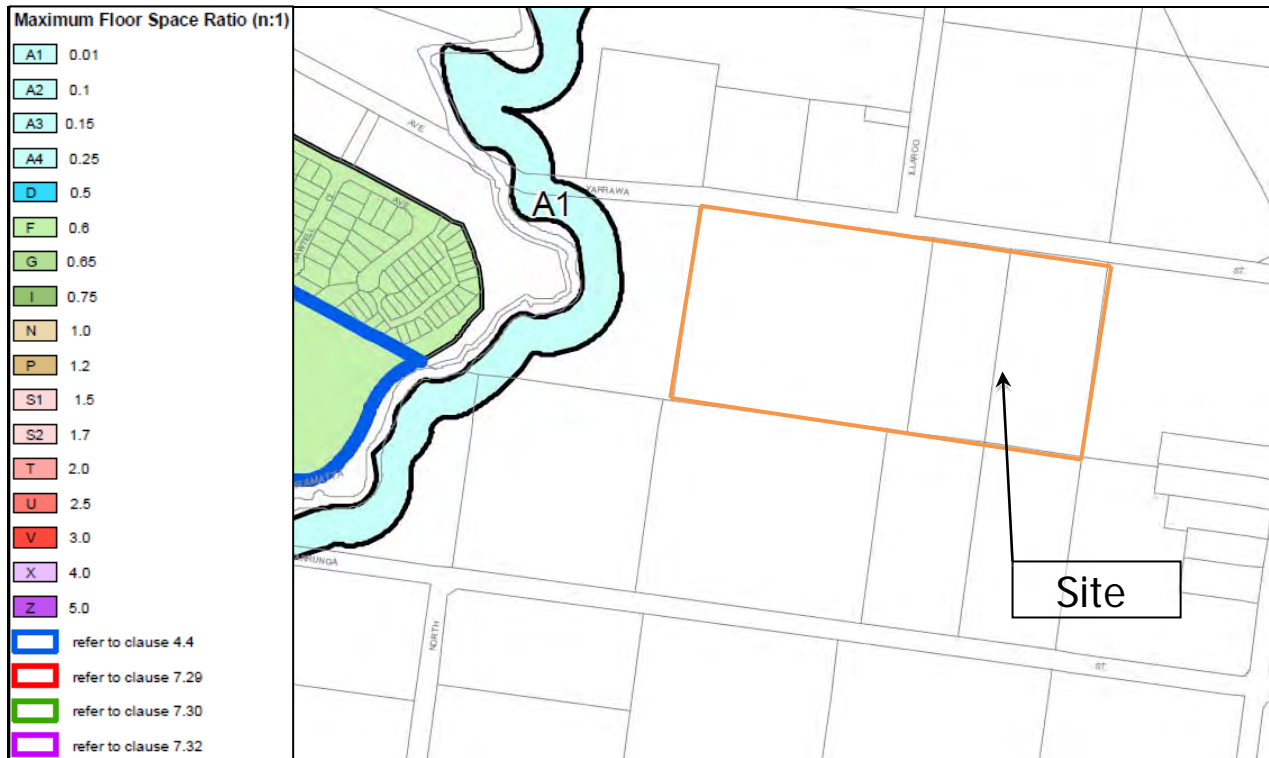 Maximum Floor Space Ratio (n:1)
A1 0.01
A2 0.1
A3 0.15
A4 0.25
D 0.5
F 0.6
G 0.65
I 0.75
N 1.0
P 1.2
S1 1.5
S2 1.7
T 2.0
U 2.5
V 3.0
X 4.0
Z 5.0
refer to clause 4.4
refer to clause 7.29
refer to clause 7.30
refer to clause 7.32
AVE
ILLAROO
YARRAWA
A1
AVE
ST.
Site
NORTH
ST.